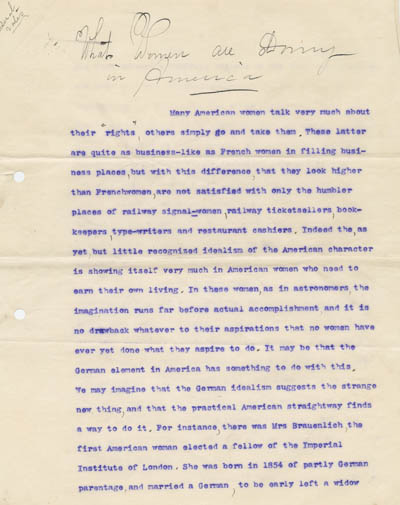 What Women are Doing
in America
Many American women talk very much about
their "rights", others simply go and take them. These latter
are quite as business-like as French women in filling busi-
ness places, but with this difference, that they look higher
than Frenchwomen, are not satisfied with only the humbler
places of railway signal-women, railway ticketsellers, book-
keepers, type-writers and restaurant cashiers. Indeed the, as
yet, but little recognized idealism of the American character
is showing itself very much in American women who need to
earn their own living. In these women, as in astronomers, the
imagination runs far before actual accomplishment, and it is
no drawback whatever to their aspirations that no women have
ever yet done what they aspire to do. It may be that the
German element in America has something to do with this.
We may imagine that the German idealism suggests the strange
new thing, and that the practical American straightway finds
a way to do it. For instance, there was Mrs Brauenlich, the
first American woman elected a fellow of the Imperial
Institute of London. She was born in 1854 of partly German
parentage, and married a German, to be early left a widow